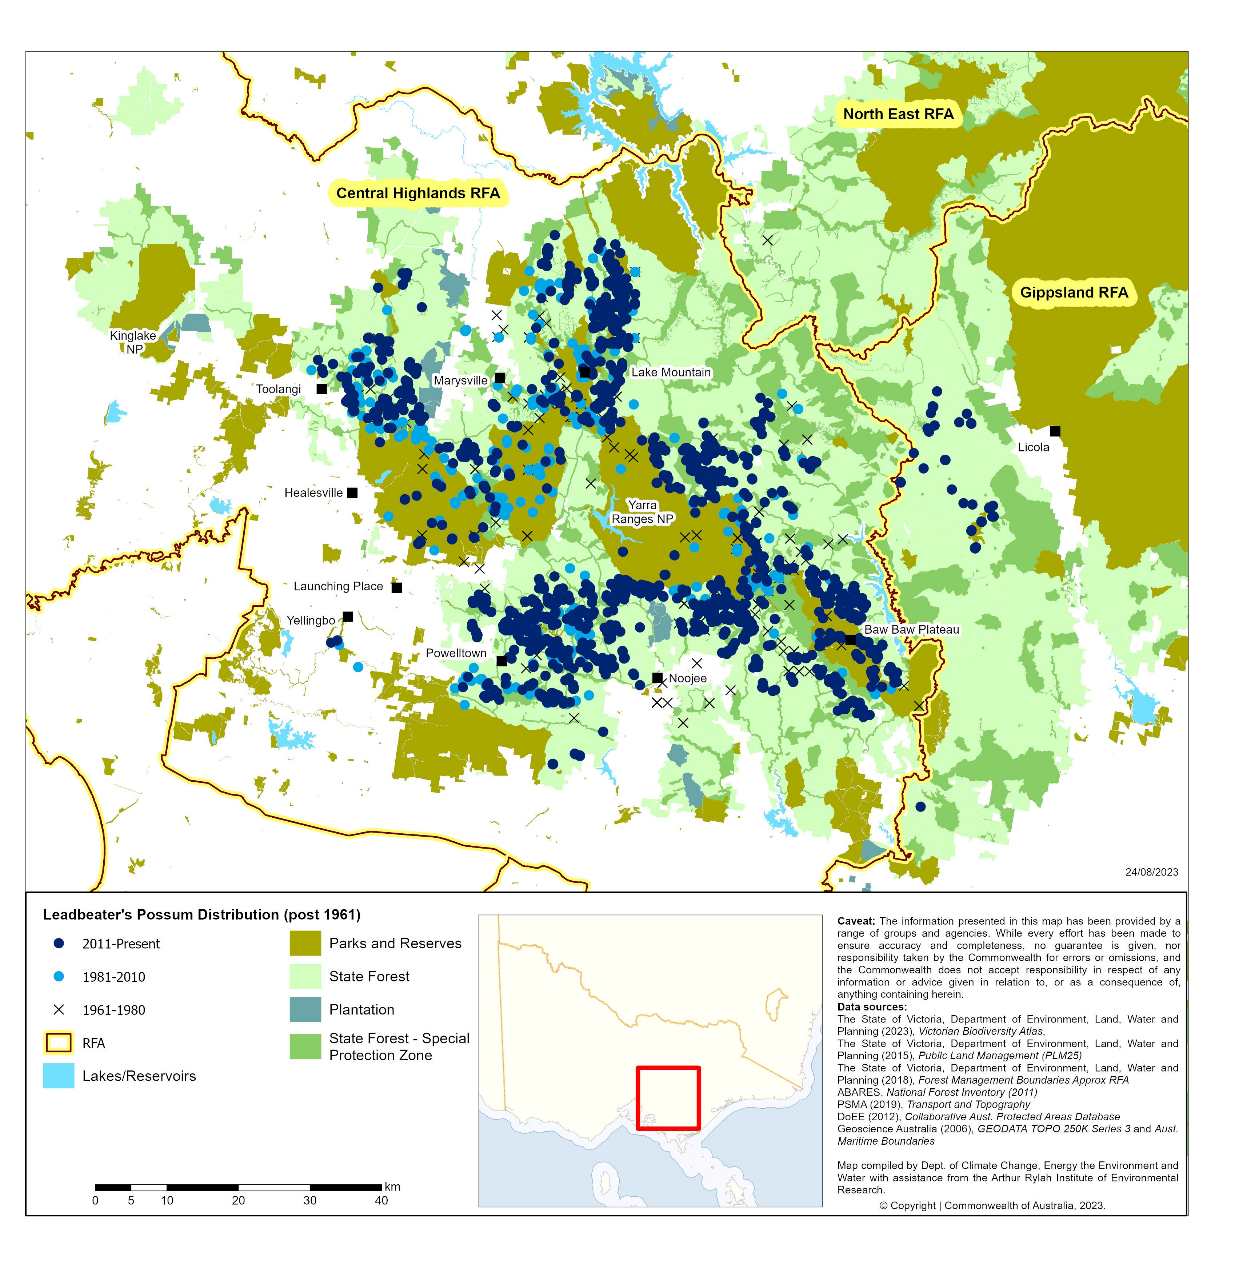 North East RFA
Central Highlands RFA
Gippsland RFA
Kinglake
NP
Toolangi
Marysville
Lake Mountain
Licola
Healesville
Yarra
Ranges NP
Launching Place
Yellingbo
Baw Baw Plateau
Powelltown
Noojee
24/08/2023
Leadbeater's Possum Distribution (post 1961)
2011-Present
1981-2010
1961-1980
RFA
Lakes/Reservoirs
Parks and Reserves
State Forest
Plantation
State Forest - Special
Protection Zone
km
0 5 10 20 30 40
Caveat: The information presented in this map has been provided by a
range of groups and agencies. While every effort has been made to
ensure accuracy and completeness, no guarantee is given, nor
responsibility taken by the Commonwealth for errors or omissions, and
the Commonwealth does not accept responsibility in respect of any
information or advice given in relation to, or as a consequence of,
anything containing herein.
Data sources:
The State of Victoria, Department of Environment, Land, Water and
Planning (2023), Victorian Biodiversity Atlas,
The State of Victoria, Department of Environment, Land, Water and
Planning (2015), Public Land Management (PLM25)
The State of Victoria, Department of Environment, Land, Water and
Planning (2018), Forest Management Boundaries Approx RFA
ABARES, National Forest Inventory (2011)
PSMA (2019), Transport and Topography
DoEE (2012), Collaborative Aust. Protected Areas Database
Geoscience Australia (2006), GEODATA TOPO 250K Series 3 and Aust.
Maritime Boundaries
Map compiled by Dept. of Climate Change, Energy the Environment and
Water with assistance from the Arthur Rylah Institute of Environmental
Research.
© Copyright | Commonwealth of Australia, 2023.